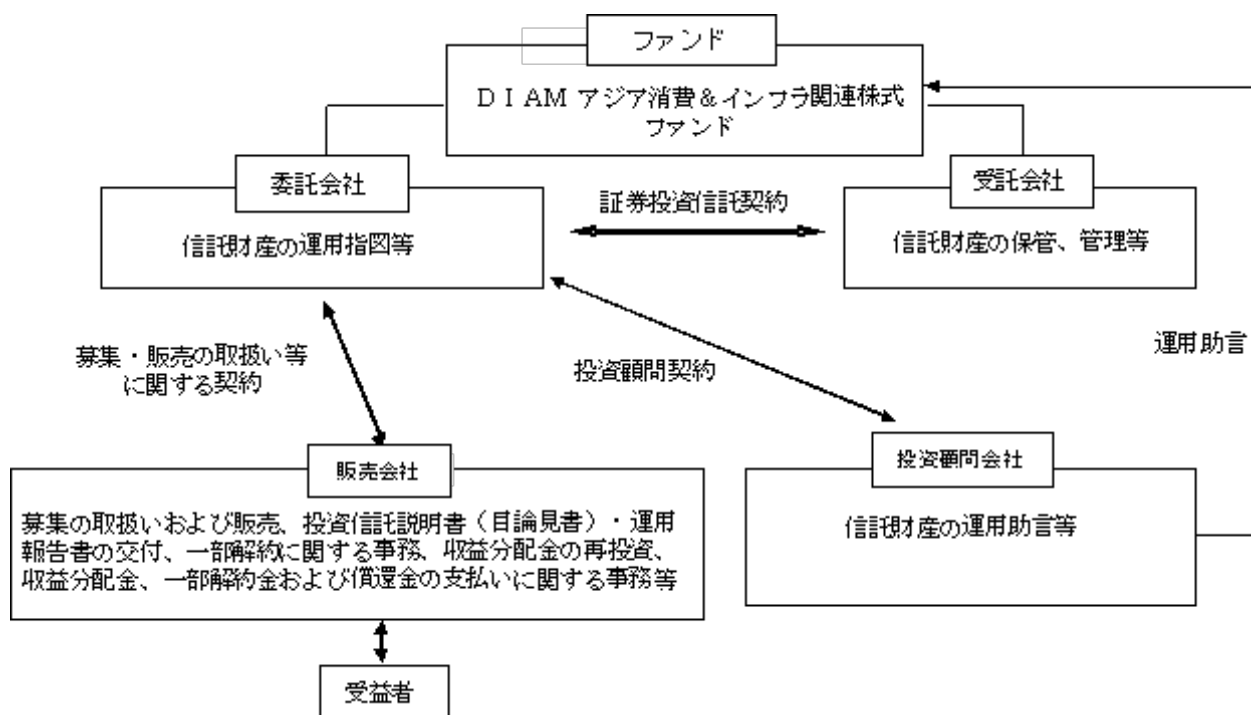 ファンド
DIAM アジア消費&インフラ関連株式
ファンド
委託会社
受託会社
証券投資信託契約
信託財産の運用指図等
信託財産の保管、管理等
募集・販売の取扱い等
に関する契約
投資顧問契約
運用助言
販売会社
投資顧問会社
募集の取扱いおよび販売、投資信託説明書(目論見書)・運用
報告書の交付、一部解約に関する事務、収益分配金の再投資、
収益分配金、一部解約金および償還金の支払いに関する事務等
信託財産の運用助言等
受益者